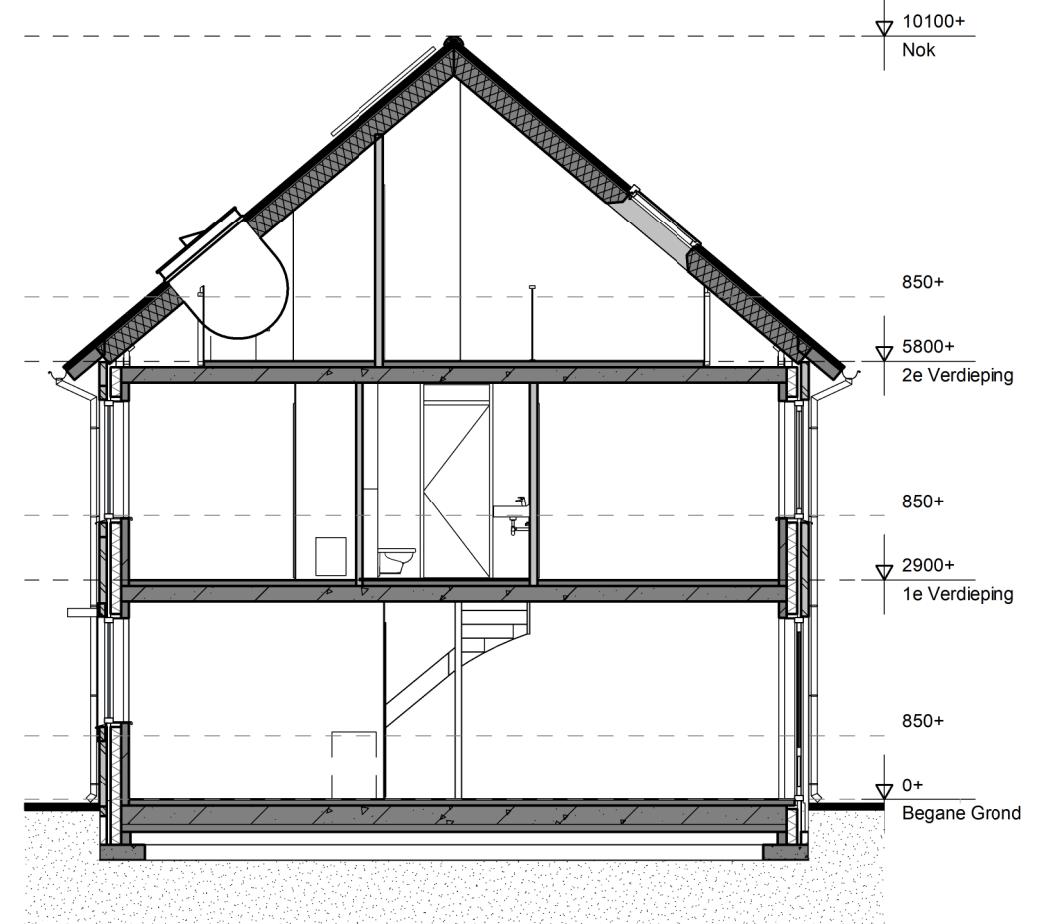 10100+
Nok
850+
5800+
2e Verdieping
850+
2900+
1e Verdieping
850+
0+
Begane Grond